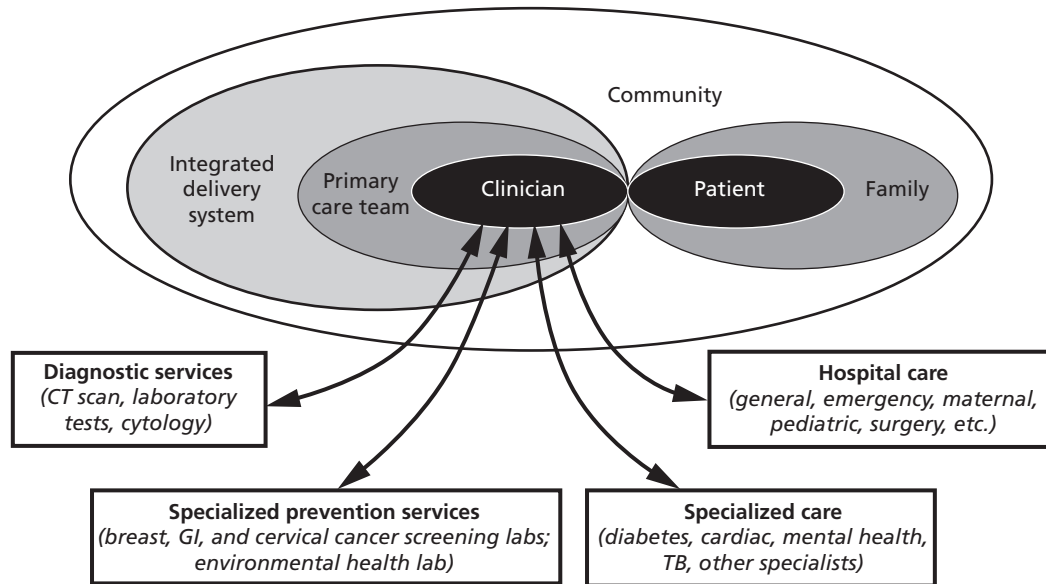 Community
Integrated
delivery
system
Primary
care team
Clinician
Patient
Family
Diagnostic services
(CT scan, laboratory
tests, cytology)
Hospital care
(general, emergency, maternal,
pediatric, surgery, etc.)
Specialized prevention services
(breast, GI, and cervical cancer screening labs;
environmental health lab)
Specialized care
(diabetes, cardiac, mental health,
TB, other specialists)